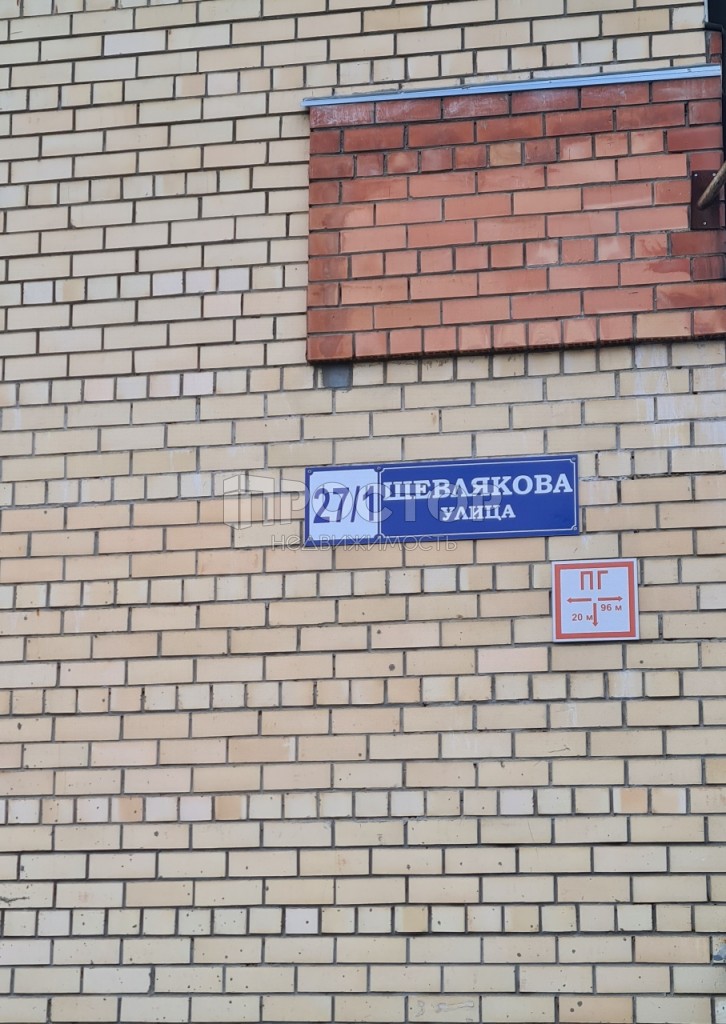 27/1
ЩЕВЛЯКОВА
УЛИЦА
ПРОСТОР
НЕДВИЖИМОСТЬ
ПГ
96 м
20 м